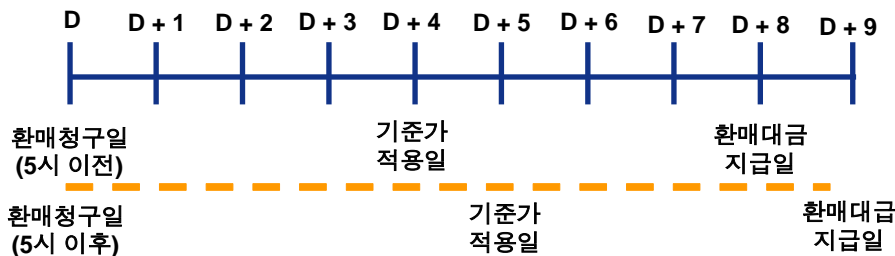 D D + 1 D + 2 D + 3 D + 4 D + 5 D + 6 D + 7 D + 8 D + 9
환매청구일 기준가 환매대금
(5시 이전) 적용일 지급일
환매청구일 기준가 환매대급
(5시 이후) 적용일 지급일